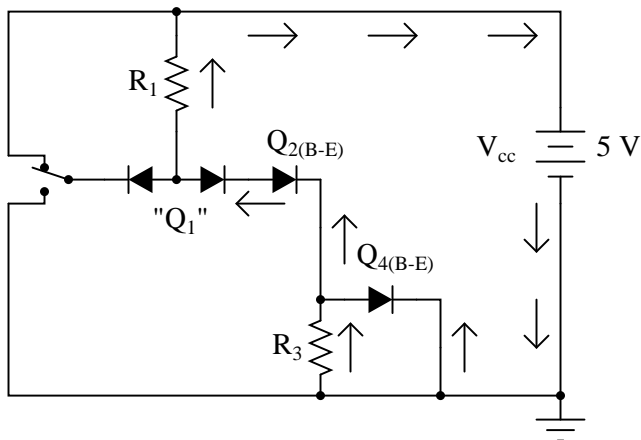 R1
Q2(B-E)
Vcc 5 V
"Q1"
Q4(B-E)
R3